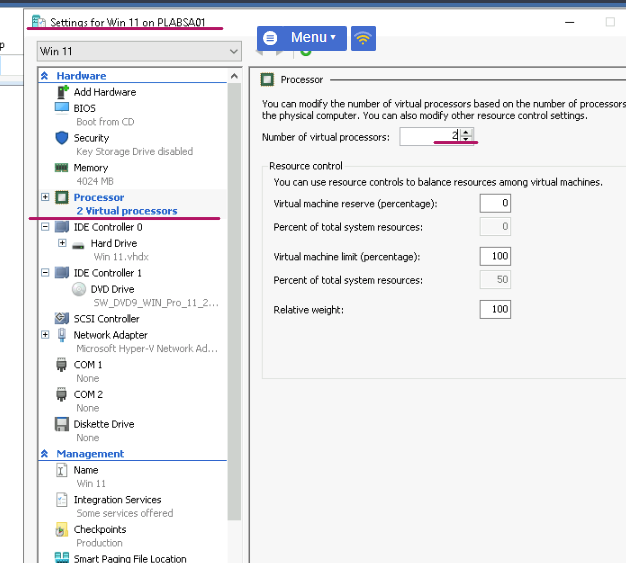 Settings for Win 11 on PLABSA01
p
Menu
Win 11
Hardware
Add Hardware
BIOS
Boot from CD
Security
Key Storage Drive disabled
Memory
4024 MB
Processor
2 Virtual processors
IDE Controller 0
Hard Drive
Win 11.vhdx
IDE Controller 1
DVD Drive
SW_DVD9_WIN_Pro_11_2...
SCSI Controller
Network Adapter
Microsoft Hyper-V Network Ad...
COM 1
None
COM 2
None
Diskette Drive
None
Management
Name
Win 11
Integration Services
Some services offered
Checkpoints
Production
Smart Paging File Location
Processor
You can modify the number of virtual processors based on the number of processors
the physical computer. You can also modify other resource control settings.
Number of virtual processors: 2
Resource control
You can use resource controls to balance resources among virtual machines.
Virtual machine reserve (percentage): 0
Percent of total system resources: 0
Virtual machine limit (percentage): 100
Percent of total system resources: 50
Relative weight: 100